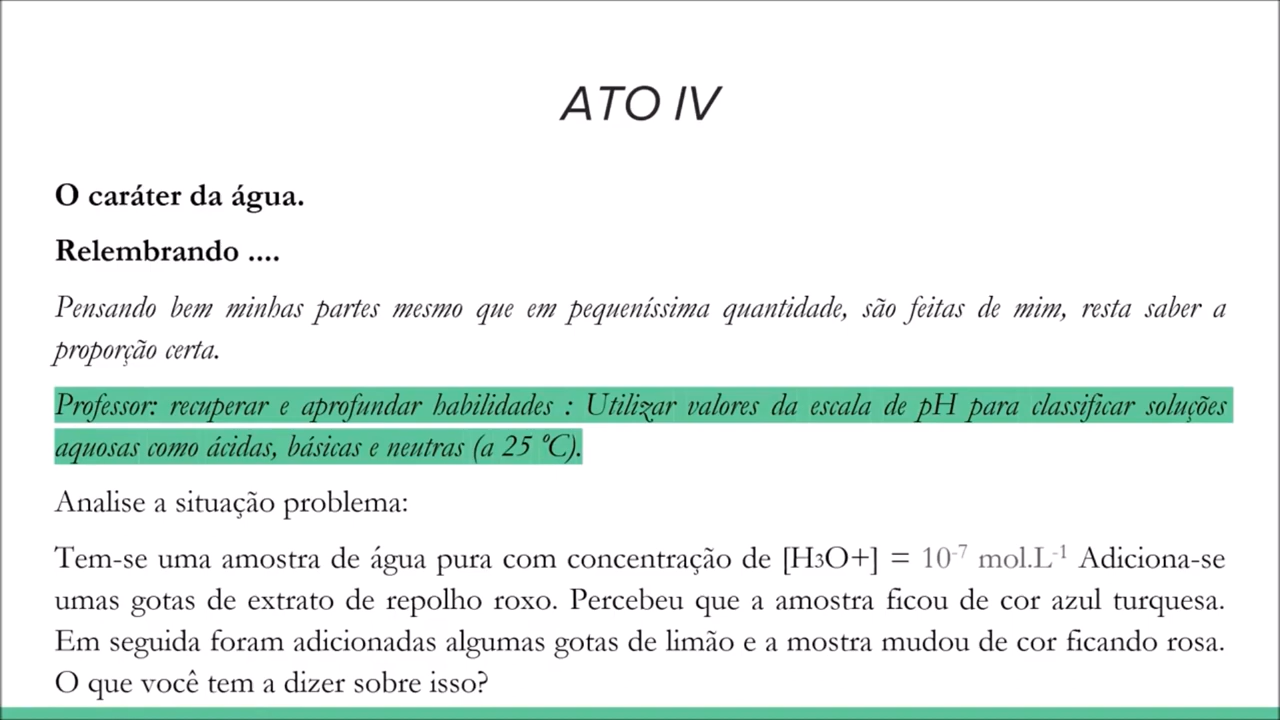 ATO IV
O caráter da água.
Relembrando ....
Pensando bem minhas partes mesmo que em pequeníssima quantidade, são feitas de mim, resta saber a
proporção certa.
Professor: recuperar e aprofundar habilidades : Utilizar valores da escala de pH para classificar soluções
aquosas como ácidas, básicas e neutras (a 25 ºC).
Analise a situação problema:
Tem-se uma amostra de água pura com concentração de [H3O+] = 10⁻⁷ mol.L⁻¹ Adiciona-se
umas gotas de extrato de repolho roxo. Percebeu que a amostra ficou de cor azul turquesa.
Em seguida foram adicionadas algumas gotas de limão e a mostra mudou de cor ficando rosa.
O que você tem a dizer sobre isso?